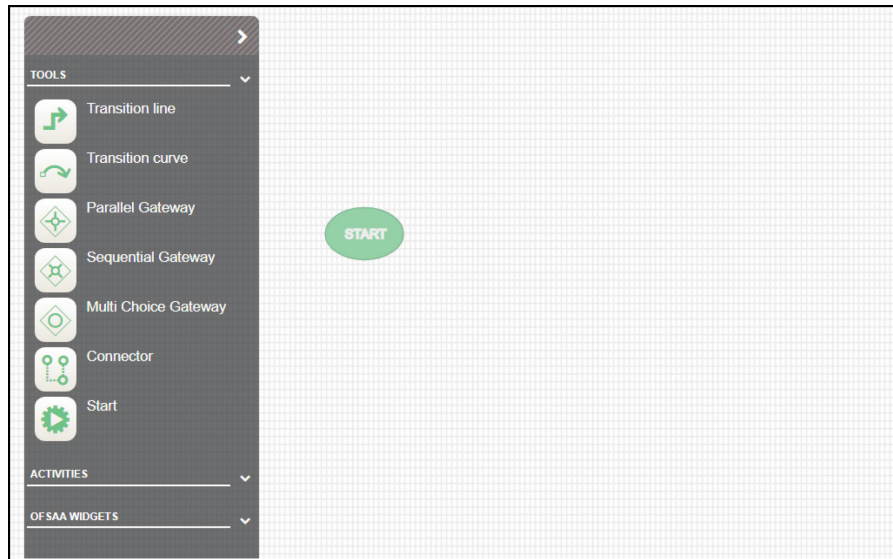 TOOLS
Transition line
Transition curve
Parallel Gateway
START
Sequential Gateway
Multi Choice Gateway
Connector
Start
ACTIVITIES
OFSAA WIDGETS